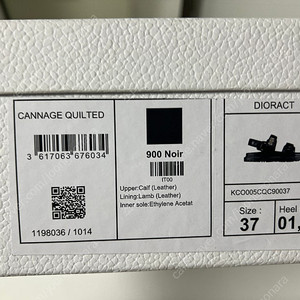 CANNAGE QUILTED
3 617063 676034
1198036 / 1014
900 Noir
IT00
Upper:Calf (Leather)
Lining:Lamb (Leather)
Inner sole:Ethylene Acetat
DIORACT
KCO005CQC90037
Size :
37
Heel
01,